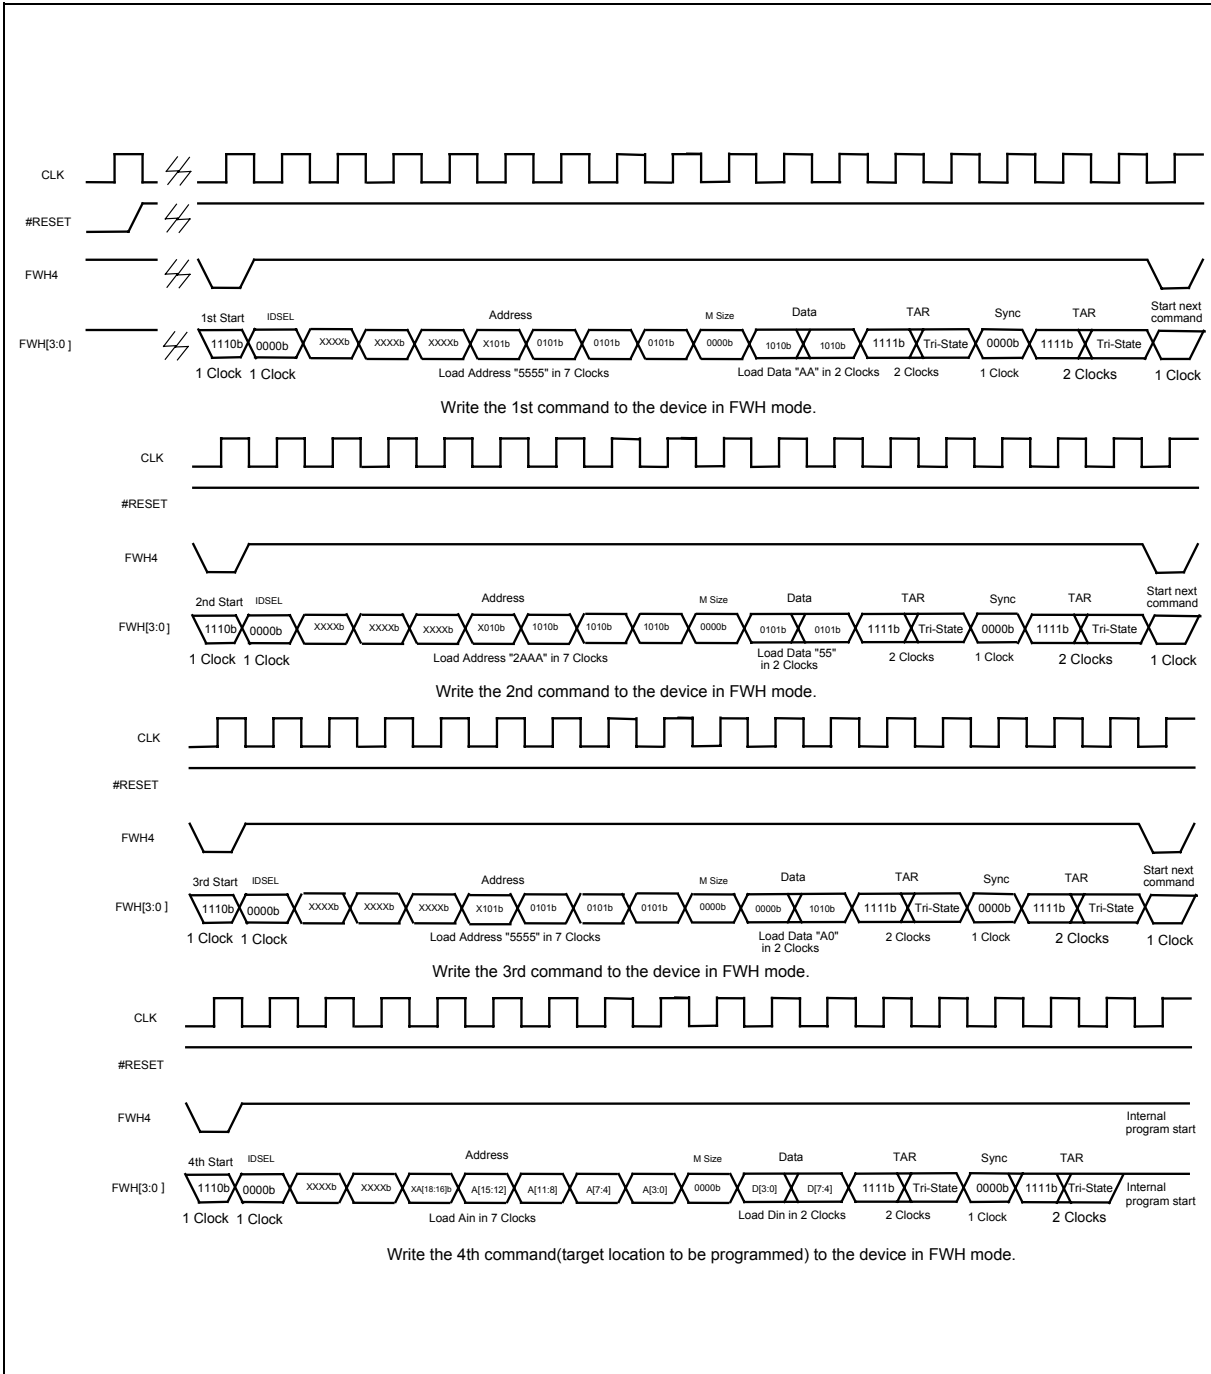 CLK
#RESET
FWH4
1st Start IDSEL Address M Size Data TAR Sync TAR Start next command
FWH[3:0 ] 1110b 0000b XXXXb XXXXb XXXXb X101b 0101b 0101b 0101b 0000b 1010b 1010b 1111b Tri-State 0000b 1111b Tri-State
1 Clock 1 Clock Load Address "5555" in 7 Clocks Load Data "AA" in 2 Clocks 2 Clocks 1 Clock 2 Clocks 1 Clock
Write the 1st command to the device in FWH mode.
CLK
#RESET
FWH4
2nd Start IDSEL Address M Size Data TAR Sync TAR Start next command
FWH[3:0 ] 1110b 0000b XXXXb XXXXb XXXXb X010b 1010b 1010b 1010b 0000b 0101b 0101b 1111b Tri-State 0000b 1111b Tri-State
1 Clock 1 Clock Load Address "2AAA" in 7 Clocks Load Data "55" in 2 Clocks 2 Clocks 1 Clock 2 Clocks 1 Clock
Write the 2nd command to the device in FWH mode.
CLK
#RESET
FWH4
3rd Start IDSEL Address M Size Data TAR Sync TAR Start next command
FWH[3:0 ] 1110b 0000b XXXXb XXXXb XXXXb X101b 0101b 0101b 0101b 0000b 0000b 1010b 1111b Tri-State 0000b 1111b Tri-State
1 Clock 1 Clock Load Address "5555" in 7 Clocks Load Data "A0" in 2 Clocks 2 Clocks 1 Clock 2 Clocks 1 Clock
Write the 3rd command to the device in FWH mode.
CLK
#RESET
FWH4 Internal program start
4th Start IDSEL Address M Size Data TAR Sync TAR
FWH[3:0 ] 1110b 0000b XXXXb XXXXb XA[18:16]b A[15:12] A[11:8] A[7:4] A[3:0] 0000b D[3:0] D[7:4] 1111b Tri-State 0000b 1111b Tri-State Internal program start
1 Clock 1 Clock Load Ain in 7 Clocks Load Din in 2 Clocks 2 Clocks 1 Clock 2 Clocks
Write the 4th command(target location to be programmed) to the device in FWH mode.